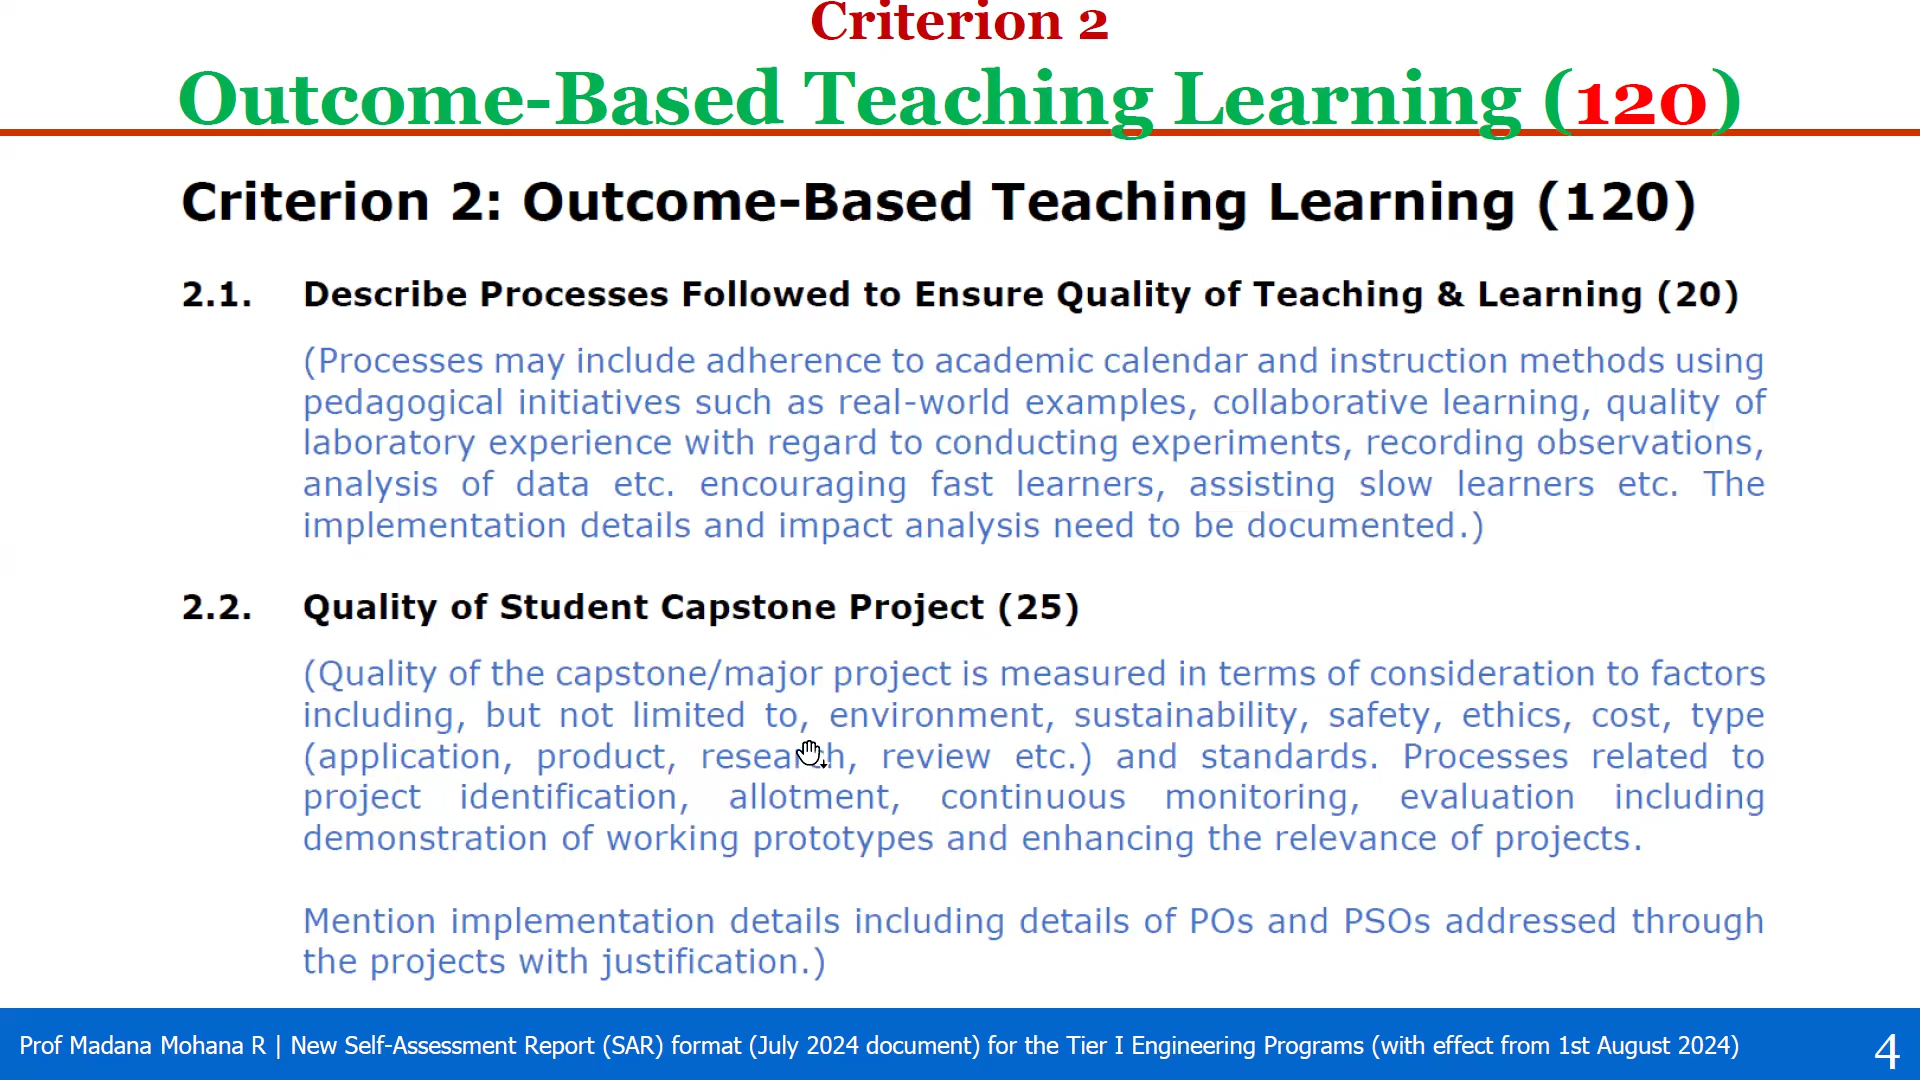 Criterion 2
Outcome-Based Teaching Learning (120)
Criterion 2: Outcome-Based Teaching Learning (120)
2.1. Describe Processes Followed to Ensure Quality of Teaching & Learning (20)
(Processes may include adherence to academic calendar and instruction methods using
pedagogical initiatives such as real-world examples, collaborative learning, quality of
laboratory experience with regard to conducting experiments, recording observations,
analysis of data etc. encouraging fast learners, assisting slow learners etc. The
implementation details and impact analysis need to be documented.)
2.2. Quality of Student Capstone Project (25)
(Quality of the capstone/major project is measured in terms of consideration to factors
including, but not limited to, environment, sustainability, safety, ethics, cost, type
(application, product, research, review etc.) and standards. Processes related to
project identification, allotment, continuous monitoring, evaluation including
demonstration of working prototypes and enhancing the relevance of projects.
Mention implementation details including details of POs and PSOs addressed through
the projects with justification.)
Prof Madana Mohana R | New Self-Assessment Report (SAR) format (July 2024 document) for the Tier I Engineering Programs (with effect from 1st August 2024)
4